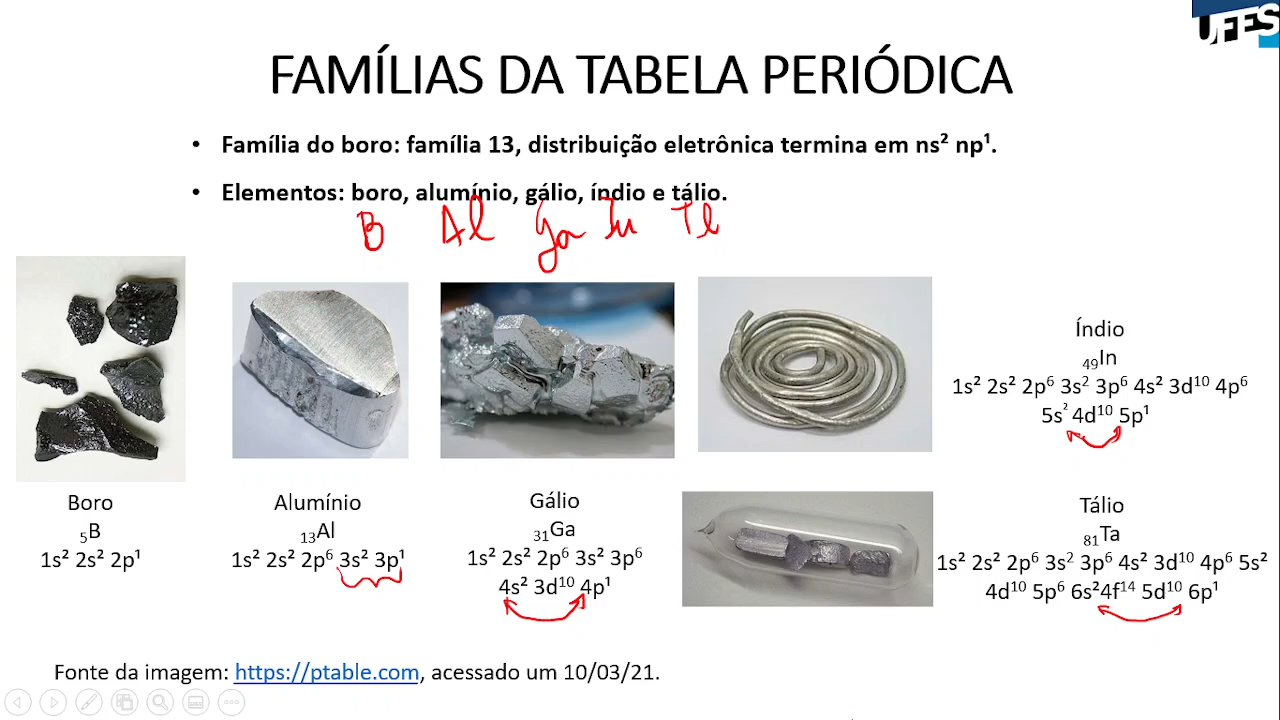 UFES
FAMÍLIAS DA TABELA PERIÓDICA
• Família do boro: família 13, distribuição eletrônica termina em ns² np¹.
• Elementos: boro, alumínio, gálio, índio e tálio.
B Al Ga In Tl
Boro
₅B
1s² 2s² 2p¹
Alumínio
₁₃Al
1s² 2s² 2p⁶ 3s² 3p¹
Gálio
₃₁Ga
1s² 2s² 2p⁶ 3s² 3p⁶
4s² 3d¹⁰ 4p¹
Índio
₄₉In
1s² 2s² 2p⁶ 3s² 3p⁶ 4s² 3d¹⁰ 4p⁶
5s² 4d¹⁰ 5p¹
Tálio
₈₁Ta
1s² 2s² 2p⁶ 3s² 3p⁶ 4s² 3d¹⁰ 4p⁶ 5s²
4d¹⁰ 5p⁶ 6s²4f¹⁴ 5d¹⁰ 6p¹
Fonte da imagem: https://ptable.com, acessado um 10/03/21.